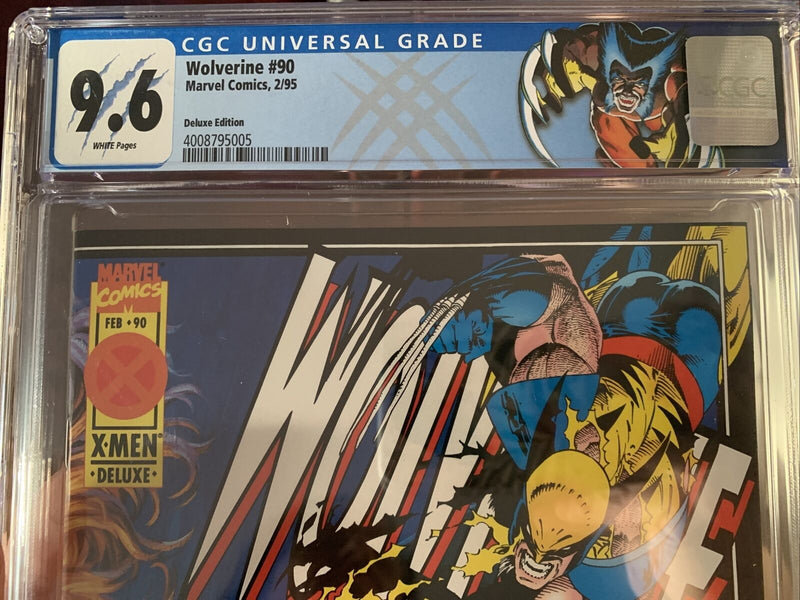 CGC UNIVERSAL GRADE
9.6
WHITE Pages
Wolverine #90
Marvel Comics, 2/95
Deluxe Edition
4008795005
CGC
MARVEL
COMICS
FEB • 90
X-MEN
• DELUXE •